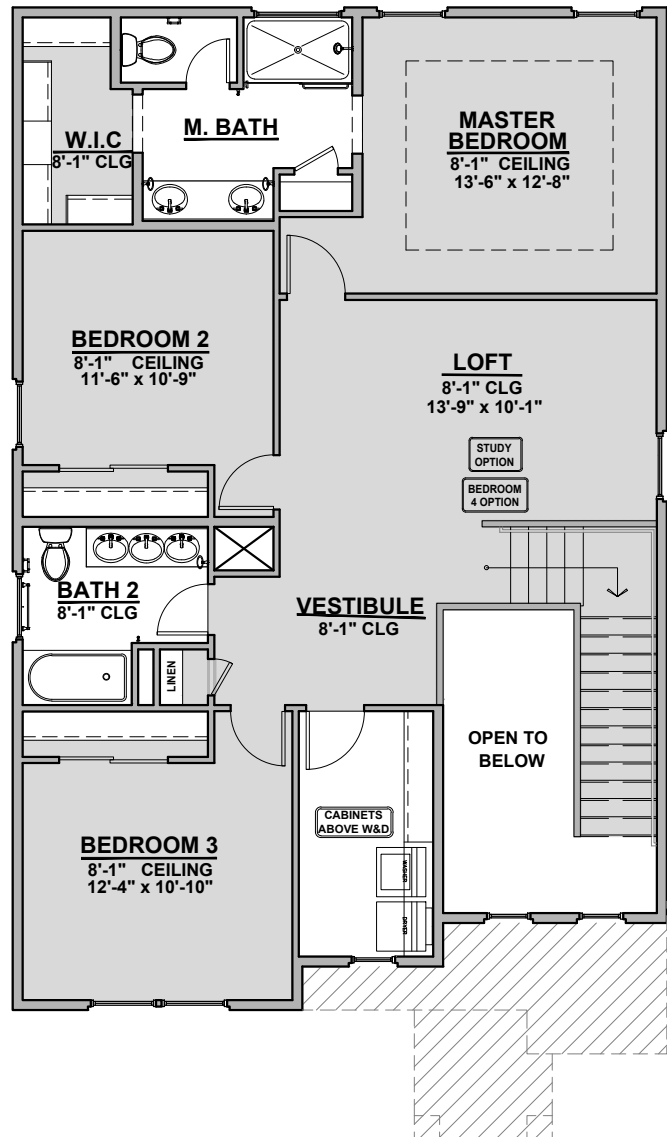 W.I.C
8'-1" CLG
M. BATH
MASTER
BEDROOM
8'-1" CEILING
13'-6" x 12'-8"
BEDROOM 2
8'-1" CEILING
11'-6" x 10'-9"
LOFT
8'-1" CLG
13'-9" x 10'-1"
STUDY
OPTION
BEDROOM
4 OPTION
BATH 2
8'-1" CLG
VESTIBULE
8'-1" CLG
LINEN
OPEN TO
BELOW
CABINETS
ABOVE W&D
BEDROOM 3
8'-1" CEILING
12'-4" x 10'-10"
WASHER
DRYER